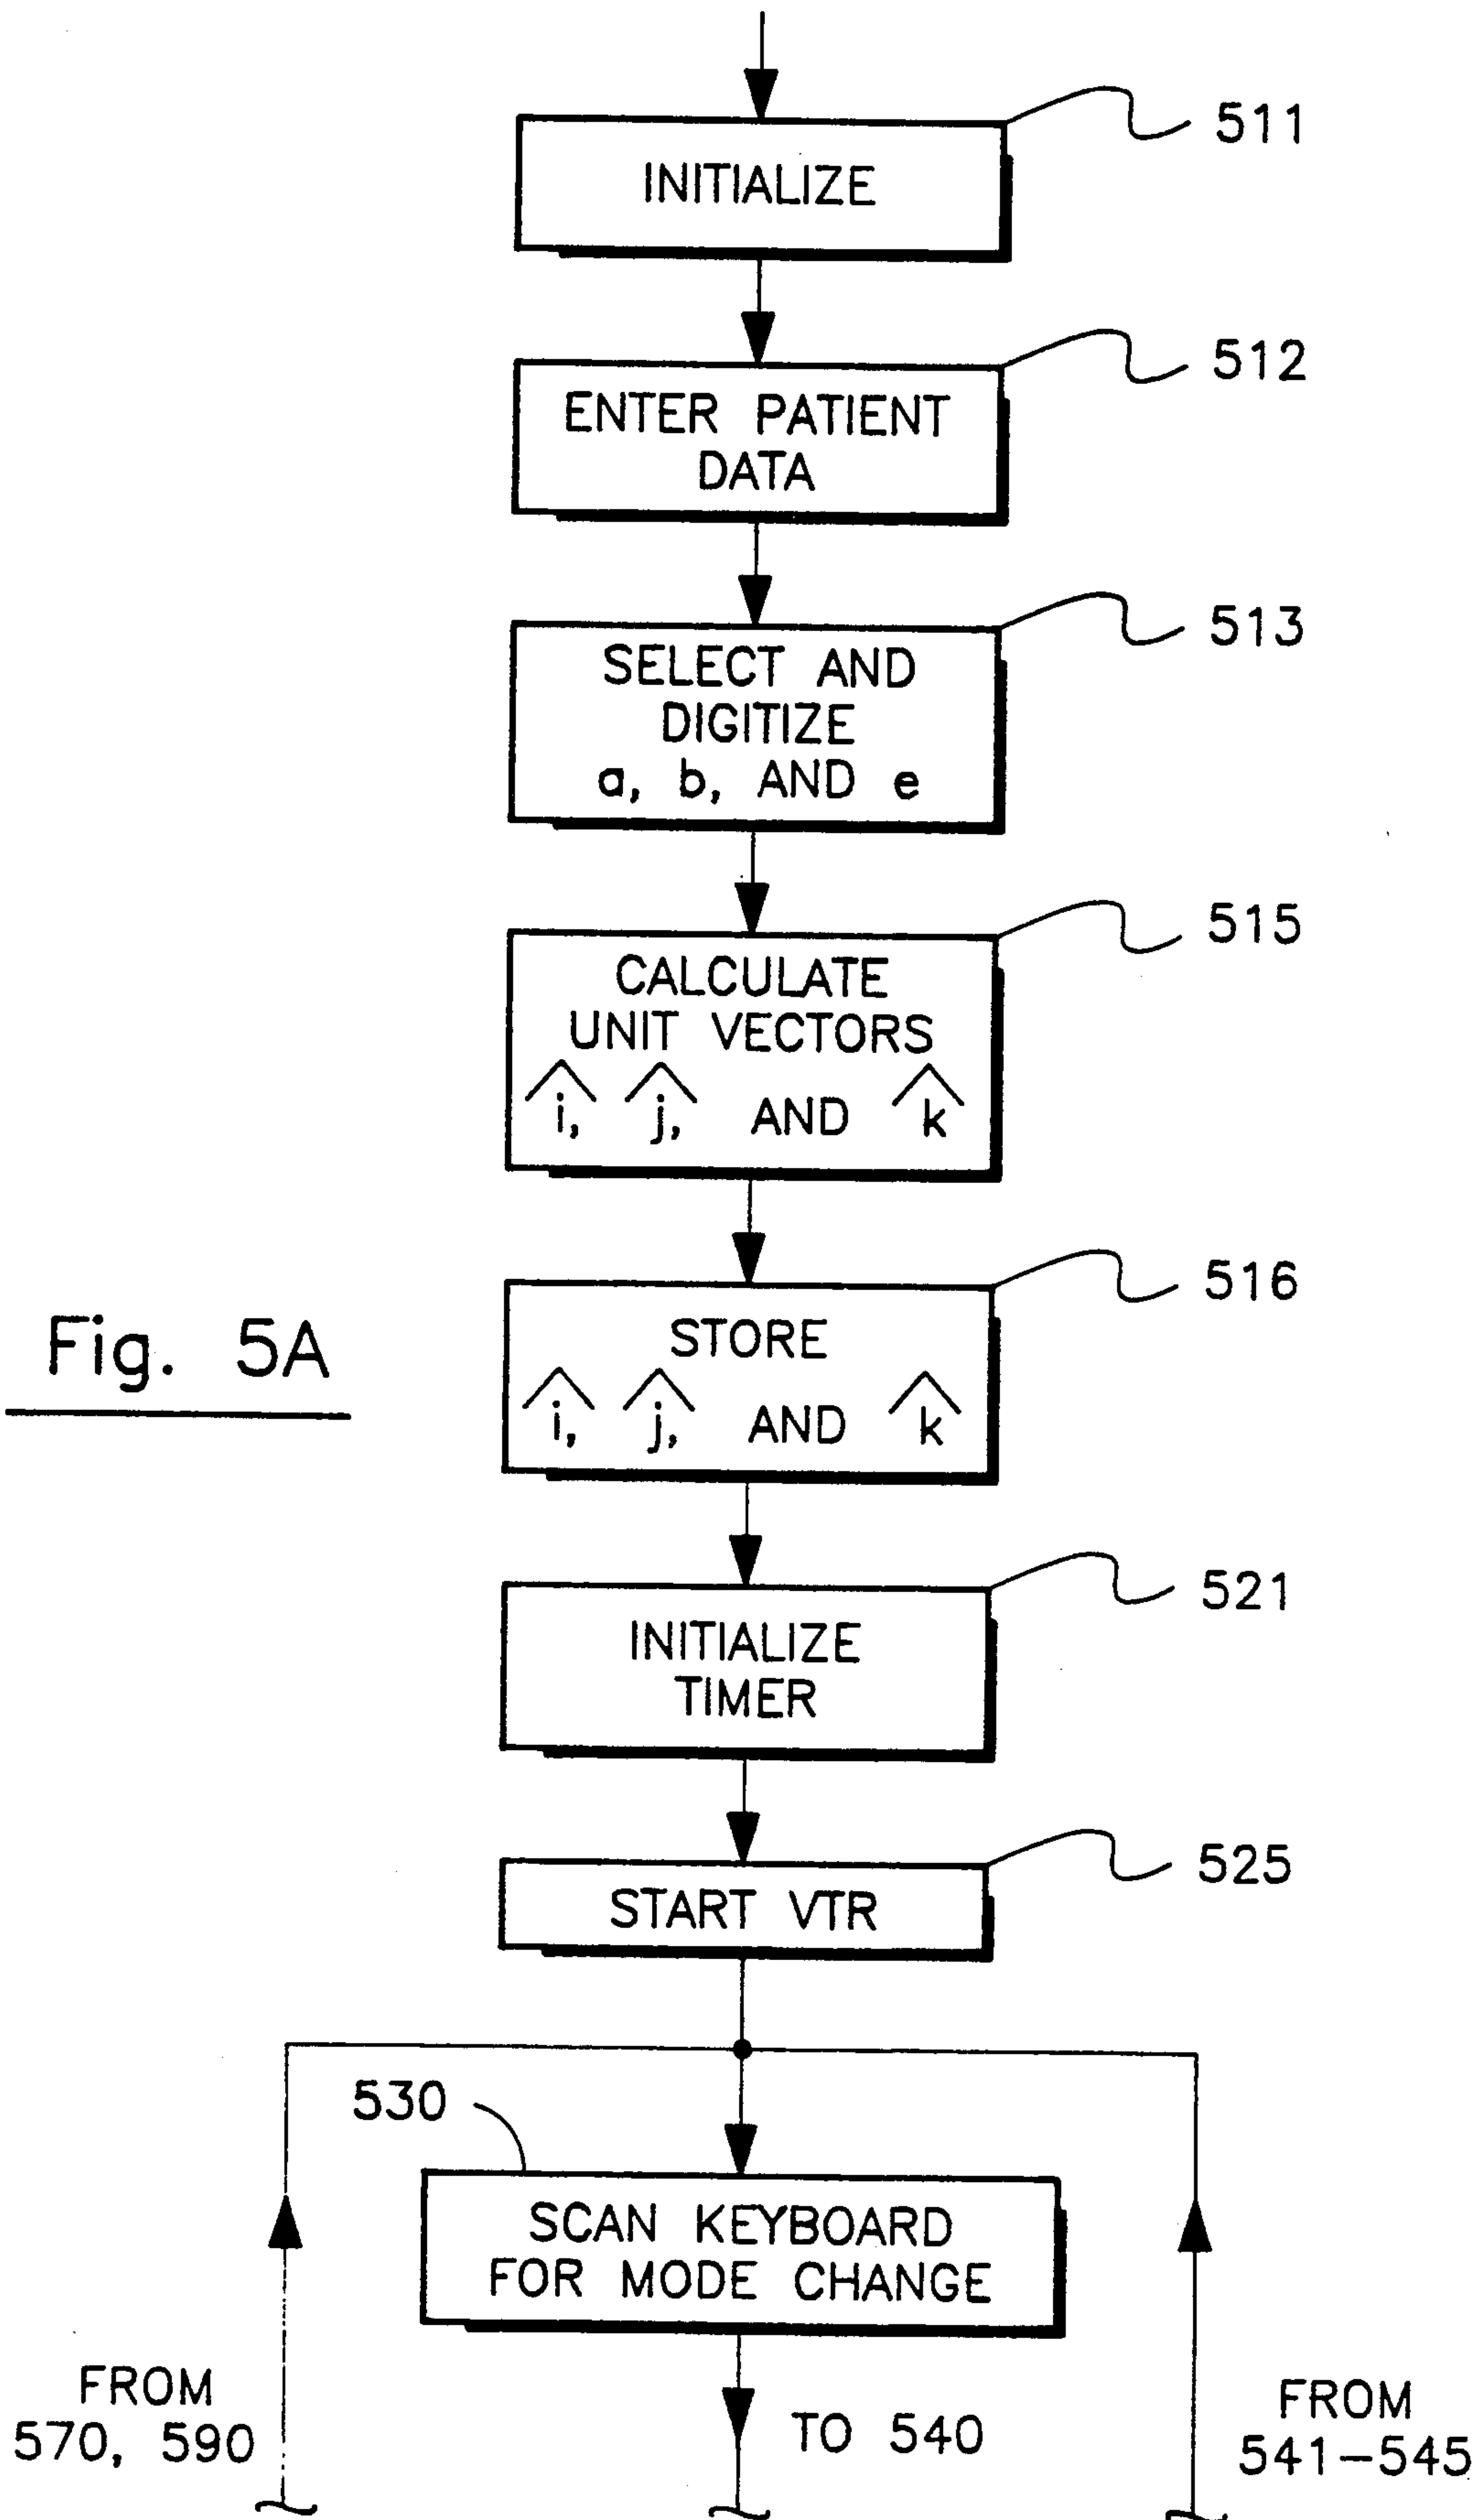 511
INITIALIZE
512
ENTER PATIENT
DATA
513
SELECT AND
DIGITIZE
a, b, AND e
515
CALCULATE
UNIT VECTORS
î, ĵ, AND k̂
516
STORE
î, ĵ, AND k̂
Fig. 5A
521
INITIALIZE
TIMER
525
START VTR
530
SCAN KEYBOARD
FOR MODE CHANGE
FROM
570, 590
TO 540
FROM
541-545